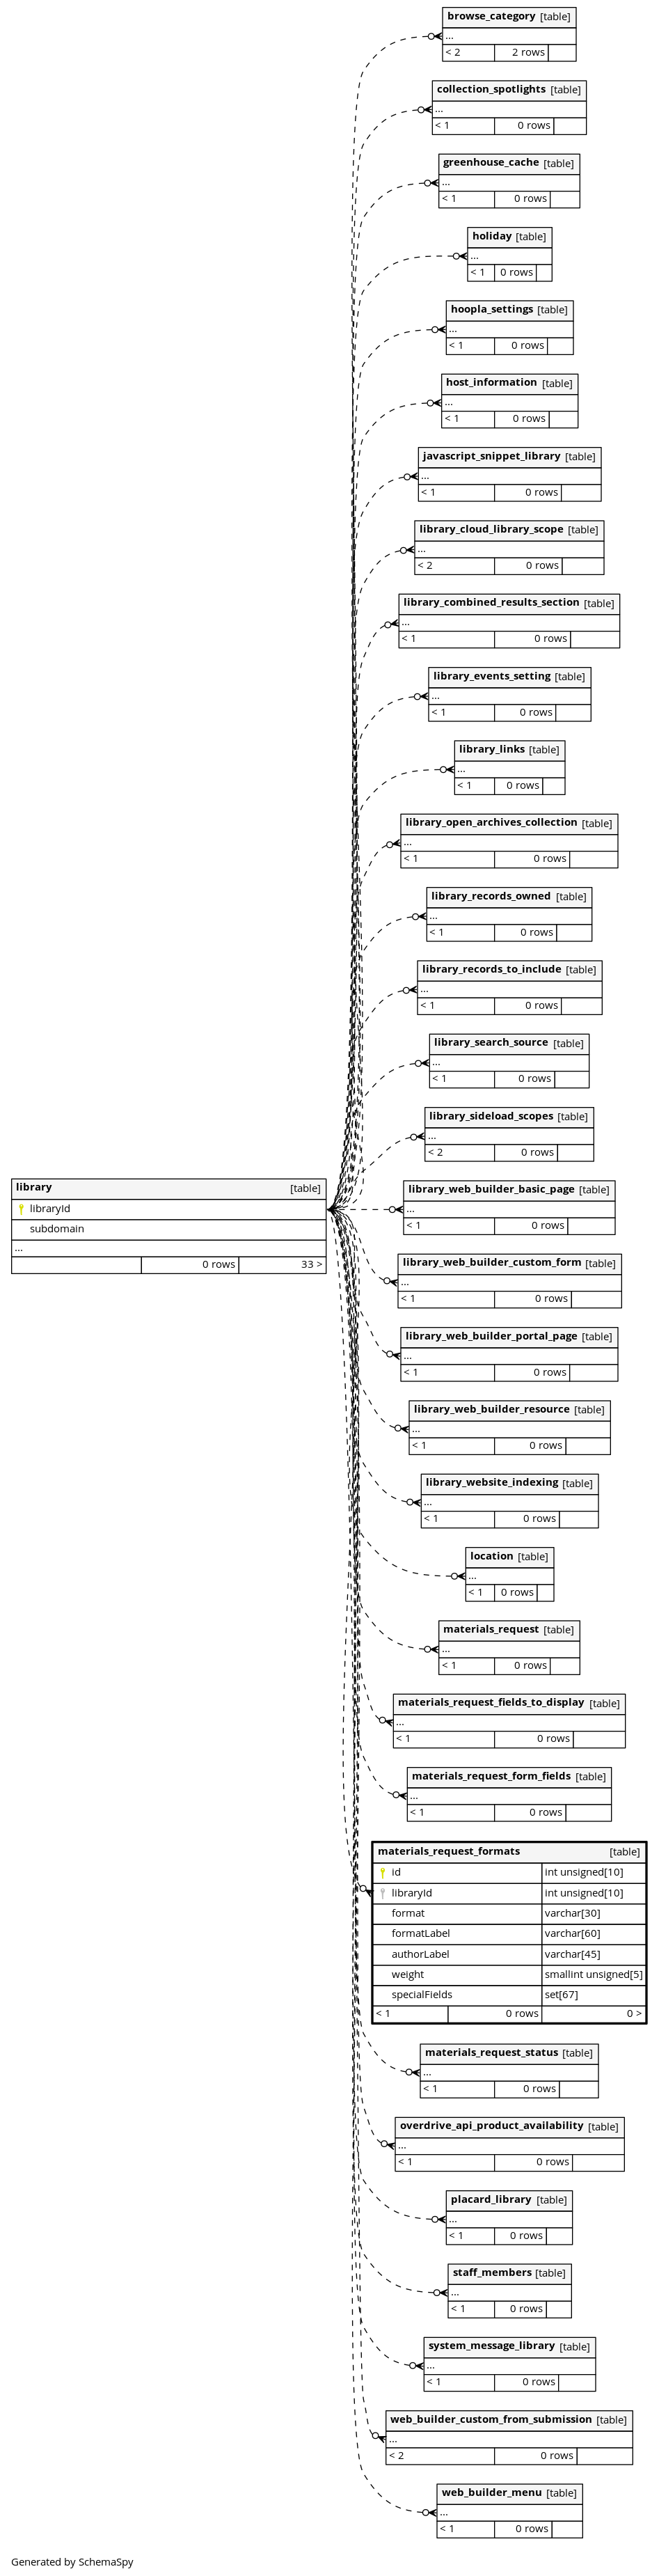 browse_category [table]
...
< 2 2 rows
collection_spotlights [table]
...
< 1 0 rows
greenhouse_cache [table]
...
< 1 0 rows
holiday [table]
...
< 1 0 rows
hoopla_settings [table]
...
< 1 0 rows
host_information [table]
...
< 1 0 rows
javascript_snippet_library [table]
...
< 1 0 rows
library_cloud_library_scope [table]
...
< 2 0 rows
library_combined_results_section [table]
...
< 1 0 rows
library_events_setting [table]
...
< 1 0 rows
library_links [table]
...
< 1 0 rows
library_open_archives_collection [table]
...
< 1 0 rows
library_records_owned [table]
...
< 1 0 rows
library_records_to_include [table]
...
< 1 0 rows
library_search_source [table]
...
< 1 0 rows
library_sideload_scopes [table]
...
< 2 0 rows
library [table]
libraryId
subdomain
...
0 rows 33 >
library_web_builder_basic_page [table]
...
< 1 0 rows
library_web_builder_custom_form [table]
...
< 1 0 rows
library_web_builder_portal_page [table]
...
< 1 0 rows
library_web_builder_resource [table]
...
< 1 0 rows
library_website_indexing [table]
...
< 1 0 rows
location [table]
...
< 1 0 rows
materials_request [table]
...
< 1 0 rows
materials_request_fields_to_display [table]
...
< 1 0 rows
materials_request_form_fields [table]
...
< 1 0 rows
materials_request_formats [table]
id int unsigned[10]
libraryId int unsigned[10]
format varchar[30]
formatLabel varchar[60]
authorLabel varchar[45]
weight smallint unsigned[5]
specialFields set[67]
< 1 0 rows 0 >
materials_request_status [table]
...
< 1 0 rows
overdrive_api_product_availability [table]
...
< 1 0 rows
placard_library [table]
...
< 1 0 rows
staff_members [table]
...
< 1 0 rows
system_message_library [table]
...
< 1 0 rows
web_builder_custom_from_submission [table]
...
< 2 0 rows
web_builder_menu [table]
...
< 1 0 rows
Generated by SchemaSpy